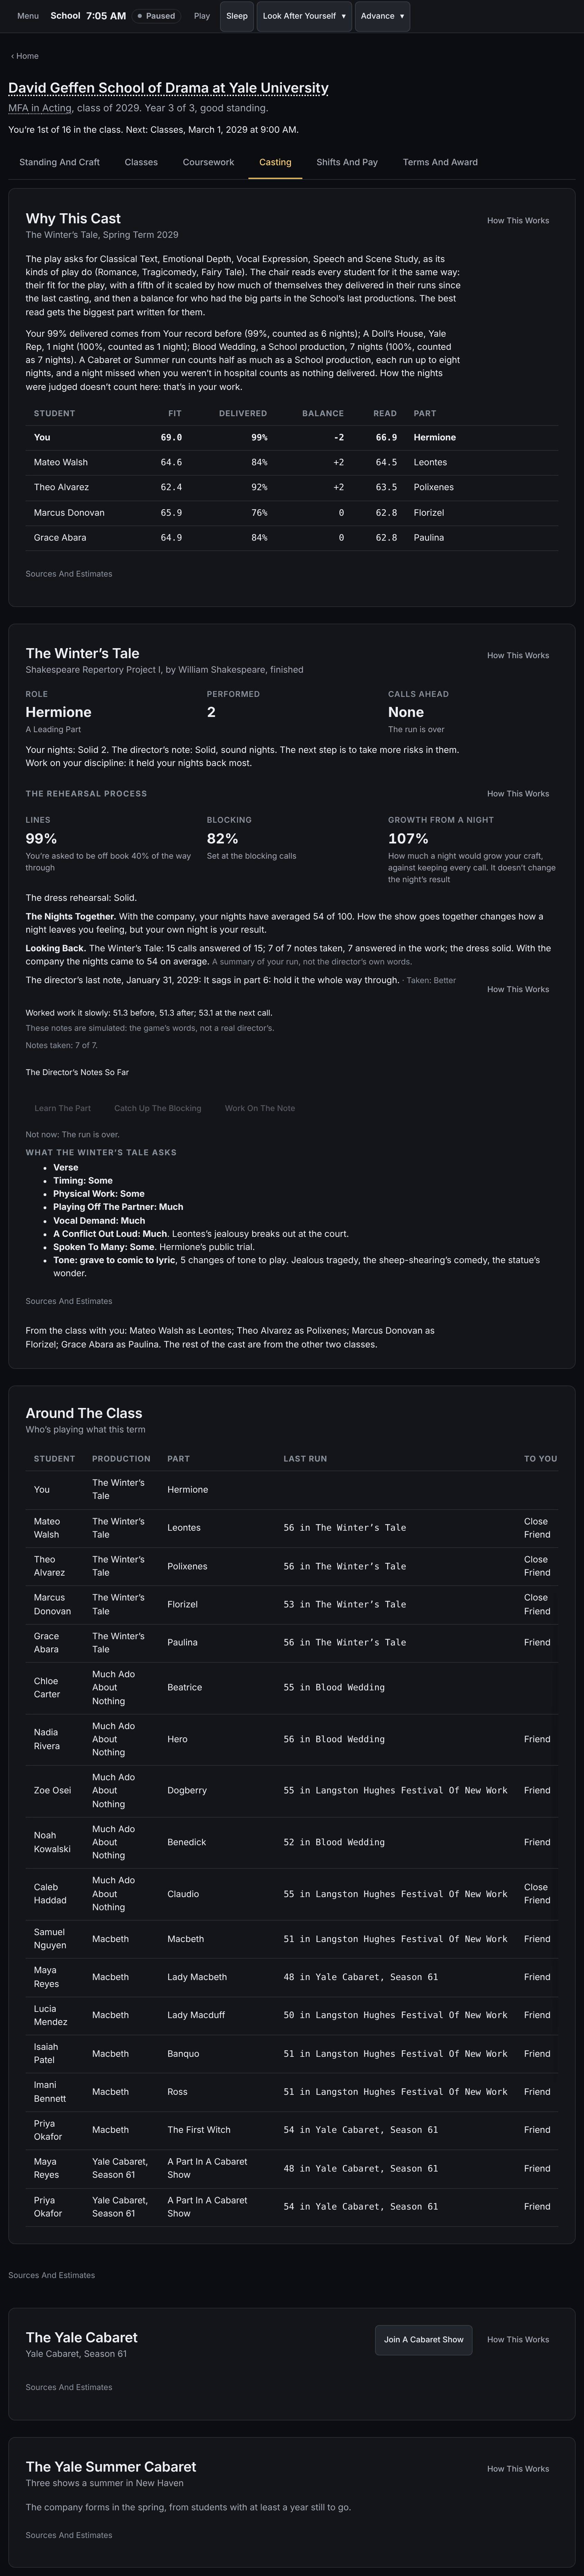 Menu School 7:05 AM Paused Play Sleep Look After Yourself ▾ Advance ▾
‹ Home
David Geffen School of Drama at Yale University
MFA in Acting, class of 2029. Year 3 of 3, good standing.
You're 1st of 16 in the class. Next: Classes, March 1, 2029 at 9:00 AM.
Standing And Craft Classes Coursework Casting Shifts And Pay Terms And Award
Why This Cast How This Works
The Winter's Tale, Spring Term 2029
The play asks for Classical Text, Emotional Depth, Vocal Expression, Speech and Scene Study, as its
kinds of play do (Romance, Tragicomedy, Fairy Tale). The chair reads every student for it the same way:
their fit for the play, with a fifth of it scaled by how much of themselves they delivered in their runs since
the last casting, and then a balance for who had the big parts in the School's last productions. The best
read gets the biggest part written for them.
Your 99% delivered comes from Your record before (99%, counted as 6 nights); A Doll's House, Yale
Rep, 1 night (100%, counted as 1 night); Blood Wedding, a School production, 7 nights (100%, counted
as 7 nights). A Cabaret or Summer run counts half as much as a School production, each run up to eight
nights, and a night missed when you weren't in hospital counts as nothing delivered. How the nights
were judged doesn't count here: that's in your work.
STUDENT FIT DELIVERED BALANCE READ PART
You 69.0 99% -2 66.9 Hermione
Mateo Walsh 64.6 84% +2 64.5 Leontes
Theo Alvarez 62.4 92% +2 63.5 Polixenes
Marcus Donovan 65.9 76% 0 62.8 Florizel
Grace Abara 64.9 84% 0 62.8 Paulina
Sources And Estimates
The Winter's Tale How This Works
Shakespeare Repertory Project I, by William Shakespeare, finished
ROLE PERFORMED CALLS AHEAD
Hermione 2 None
A Leading Part The run is over
Your nights: Solid 2. The director's note: Solid, sound nights. The next step is to take more risks in them.
Work on your discipline: it held your nights back most.
THE REHEARSAL PROCESS How This Works
LINES BLOCKING GROWTH FROM A NIGHT
99% 82% 107%
You're asked to be off book 40% of the way Set at the blocking calls How much a night would grow your craft,
through against keeping every call. It doesn't change
the night's result
The dress rehearsal: Solid.
The Nights Together. With the company, your nights have averaged 54 of 100. How the show goes together changes how a
night leaves you feeling, but your own night is your result.
Looking Back. The Winter's Tale: 15 calls answered of 15; 7 of 7 notes taken, 7 answered in the work; the dress solid. With the
company the nights came to 54 on average. A summary of your run, not the director's own words.
The director's last note, January 31, 2029: It sags in part 6: hold it the whole way through. · Taken: Better
How This Works
Worked work it slowly: 51.3 before, 51.3 after; 53.1 at the next call.
These notes are simulated: the game's words, not a real director's.
Notes taken: 7 of 7.
The Director's Notes So Far
Learn The Part Catch Up The Blocking Work On The Note
Not now: The run is over.
WHAT THE WINTER'S TALE ASKS
• Verse
• Timing: Some
• Physical Work: Some
• Playing Off The Partner: Much
• Vocal Demand: Much
• A Conflict Out Loud: Much. Leontes's jealousy breaks out at the court.
• Spoken To Many: Some. Hermione's public trial.
• Tone: grave to comic to lyric, 5 changes of tone to play. Jealous tragedy, the sheep-shearing's comedy, the statue's
wonder.
Sources And Estimates
From the class with you: Mateo Walsh as Leontes; Theo Alvarez as Polixenes; Marcus Donovan as
Florizel; Grace Abara as Paulina. The rest of the cast are from the other two classes.
Around The Class
Who's playing what this term
STUDENT PRODUCTION PART LAST RUN TO YOU
You The Winter's Tale Hermione
Mateo Walsh The Winter's Tale Leontes 56 in The Winter's Tale Close Friend
Theo Alvarez The Winter's Tale Polixenes 56 in The Winter's Tale Close Friend
Marcus Donovan The Winter's Tale Florizel 53 in The Winter's Tale Close Friend
Grace Abara The Winter's Tale Paulina 56 in The Winter's Tale Friend
Chloe Carter Much Ado About Nothing Beatrice 55 in Blood Wedding Friend
Nadia Rivera Much Ado About Nothing Hero 56 in Blood Wedding Friend
Zoe Osei Much Ado About Nothing Dogberry 55 in Langston Hughes Festival Of New Work Friend
Noah Kowalski Much Ado About Nothing Benedick 52 in Blood Wedding Friend
Caleb Haddad Much Ado About Nothing Claudio 55 in Langston Hughes Festival Of New Work Close Friend
Samuel Nguyen Macbeth Macbeth 51 in Langston Hughes Festival Of New Work Friend
Maya Reyes Macbeth Lady Macbeth 48 in Yale Cabaret, Season 61 Friend
Lucia Mendez Macbeth Lady Macduff 50 in Langston Hughes Festival Of New Work Friend
Isaiah Patel Macbeth Banquo 51 in Langston Hughes Festival Of New Work Friend
Imani Bennett Macbeth Ross 51 in Langston Hughes Festival Of New Work Friend
Priya Okafor Macbeth The First Witch 54 in Yale Cabaret, Season 61 Friend
Maya Reyes Yale Cabaret, Season 61 A Part In A Cabaret Show 48 in Yale Cabaret, Season 61 Friend
Priya Okafor Yale Cabaret, Season 61 A Part In A Cabaret Show 54 in Yale Cabaret, Season 61 Friend
Sources And Estimates
The Yale Cabaret Join A Cabaret Show How This Works
Yale Cabaret, Season 61
Sources And Estimates
The Yale Summer Cabaret How This Works
Three shows a summer in New Haven
The company forms in the spring, from students with at least a year still to go.
Sources And Estimates